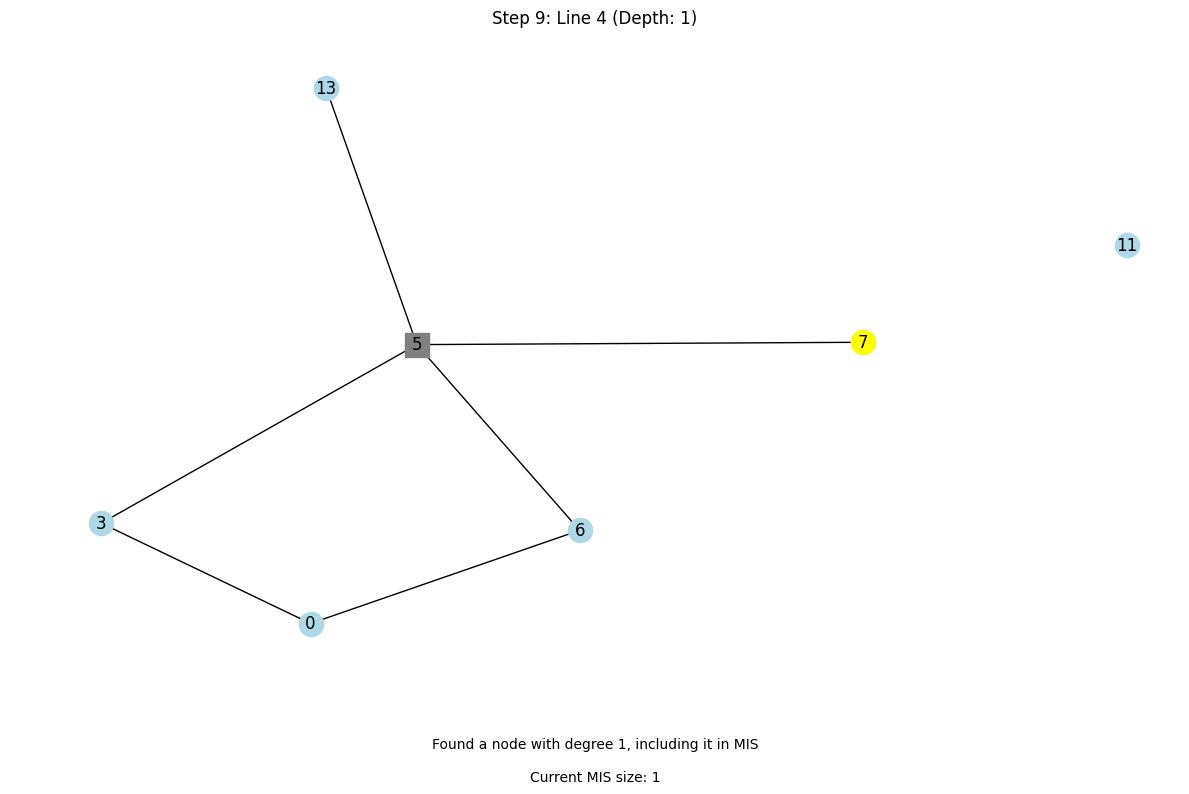 Step 9: Line 4 (Depth: 1)
13
11
5
7
3
6
0
Found a node with degree 1, including it in MIS
Current MIS size: 1